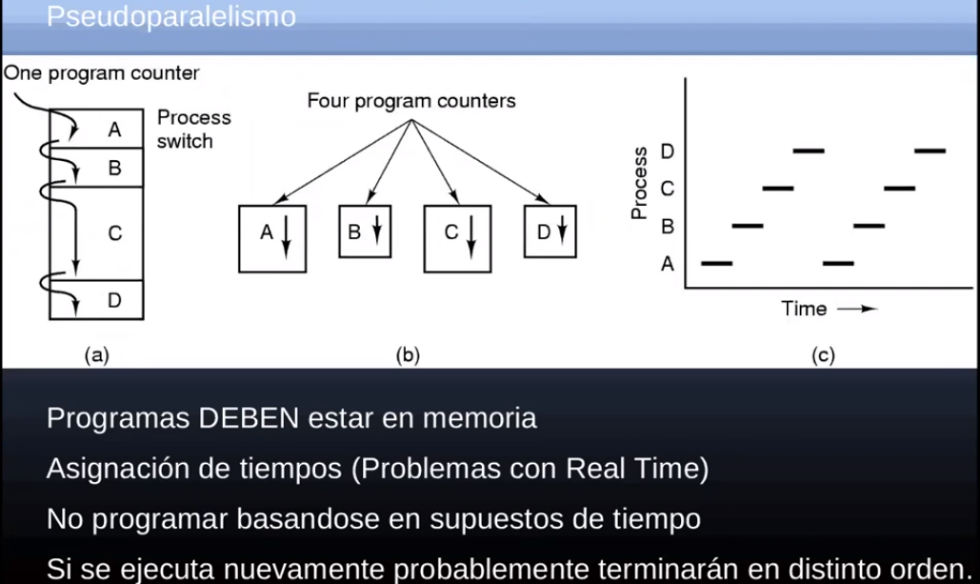 Pseudoparalelismo
One program counter
Process
switch
A
B
C
D
(a)
Four program counters
A
B
C
D
(b)
Process
D
C
B
A
Time
(c)
Programas DEBEN estar en memoria
Asignación de tiempos (Problemas con Real Time)
No programar basandose en supuestos de tiempo
Si se ejecuta nuevamente probablemente terminarán en distinto orden